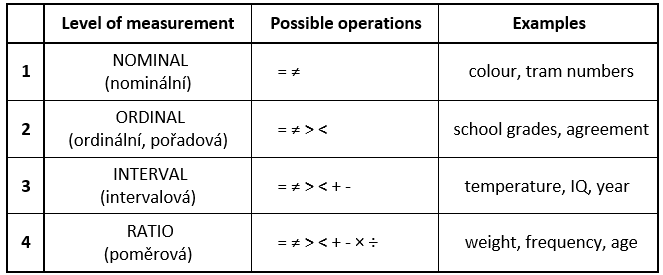 Level of measurement Possible operations Examples
1 NOMINAL (nominální) = ≠ colour, tram numbers
2 ORDINAL (ordinální, pořadová) = ≠ > < school grades, agreement
3 INTERVAL (intervalová) = ≠ > < + - temperature, IQ, year
4 RATIO (poměrová) = ≠ > < + - × ÷ weight, frequency, age